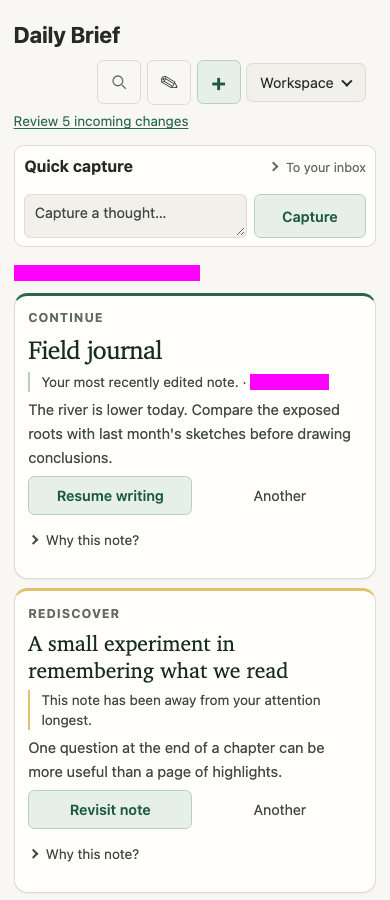 Daily Brief
Workspace
Review 5 incoming changes
Quick capture
To your inbox
Capture a thought...
Capture
CONTINUE
Field journal
Your most recently edited note. ·
The river is lower today. Compare the exposed
roots with last month's sketches before drawing
conclusions.
Resume writing
Another
Why this note?
REDISCOVER
A small experiment in
remembering what we read
This note has been away from your attention
longest.
One question at the end of a chapter can be
more useful than a page of highlights.
Revisit note
Another
Why this note?